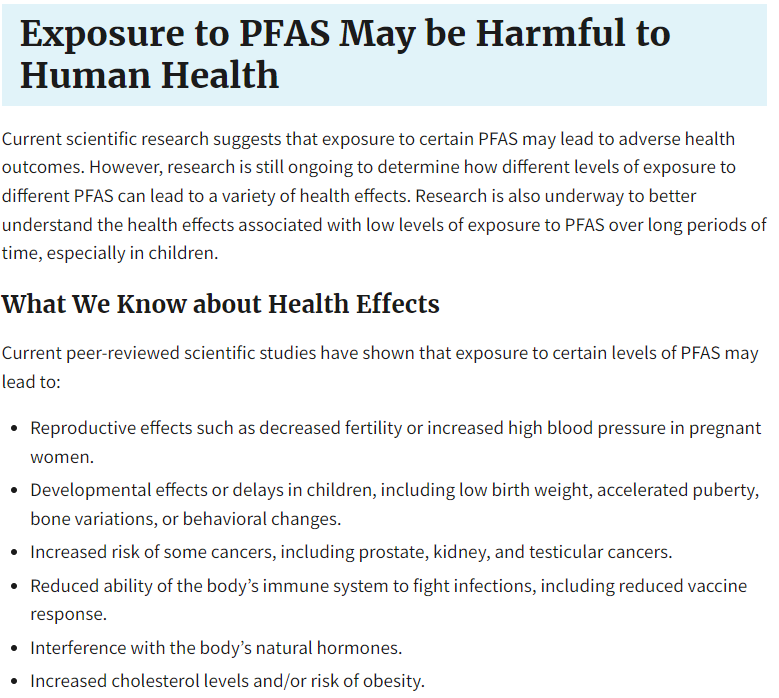 Exposure to PFAS May be Harmful to
Human Health
Current scientific research suggests that exposure to certain PFAS may lead to adverse health
outcomes. However, research is still ongoing to determine how different levels of exposure to
different PFAS can lead to a variety of health effects. Research is also underway to better
understand the health effects associated with low levels of exposure to PFAS over long periods of
time, especially in children.
What We Know about Health Effects
Current peer-reviewed scientific studies have shown that exposure to certain levels of PFAS may
lead to:
• Reproductive effects such as decreased fertility or increased high blood pressure in pregnant
women.
• Developmental effects or delays in children, including low birth weight, accelerated puberty,
bone variations, or behavioral changes.
• Increased risk of some cancers, including prostate, kidney, and testicular cancers.
• Reduced ability of the body’s immune system to fight infections, including reduced vaccine
response.
• Interference with the body’s natural hormones.
• Increased cholesterol levels and/or risk of obesity.